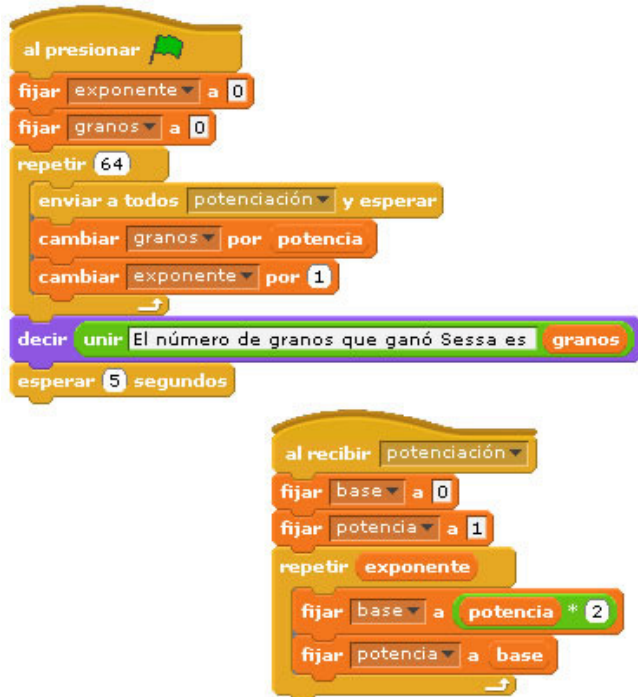 al presionar
fijar exponente a 0
fijar granos a 0
repetir 64
enviar a todos potenciación y esperar
cambiar granos por potencia
cambiar exponente por 1
decir unir El número de granos que ganó Sessa es granos
esperar 5 segundos
al recibir potenciación
fijar base a 0
fijar potencia a 1
repetir exponente
fijar base a potencia * 2
fijar potencia a base